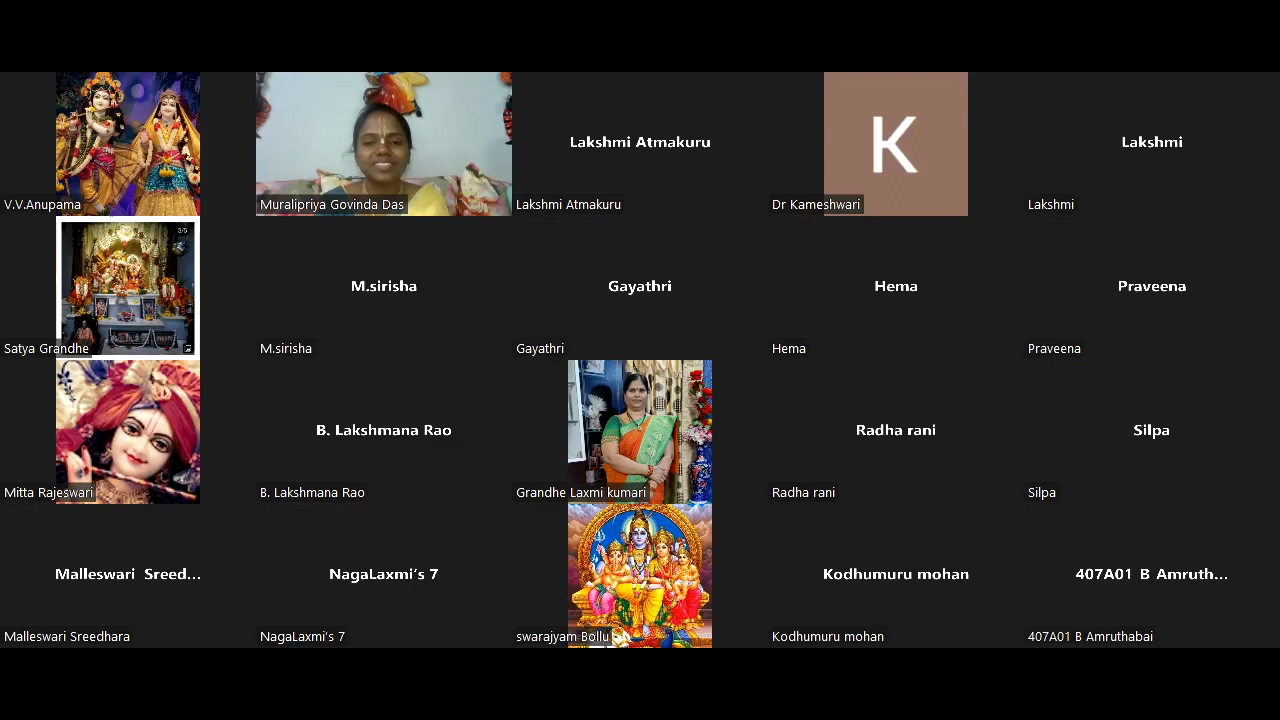 V.V.Anupama
Muralipriya Govinda Das
Lakshmi Atmakuru
Lakshmi Atmakuru
K
Dr Kameshwari
Lakshmi
Lakshmi
3/5
Satya Grandhe
M.sirisha
M.sirisha
Gayathri
Gayathri
Hema
Hema
Praveena
Praveena
Mitta Rajeswari
B. Lakshmana Rao
B. Lakshmana Rao
Grandhe Laxmi kumari
Radha rani
Radha rani
Silpa
Silpa
Malleswari Sreed...
Malleswari Sreedhara
NagaLaxmi's 7
NagaLaxmi's 7
swarajyam Bollu
Kodhumuru mohan
Kodhumuru mohan
407A01 B Amruth...
407A01 B Amruthabai